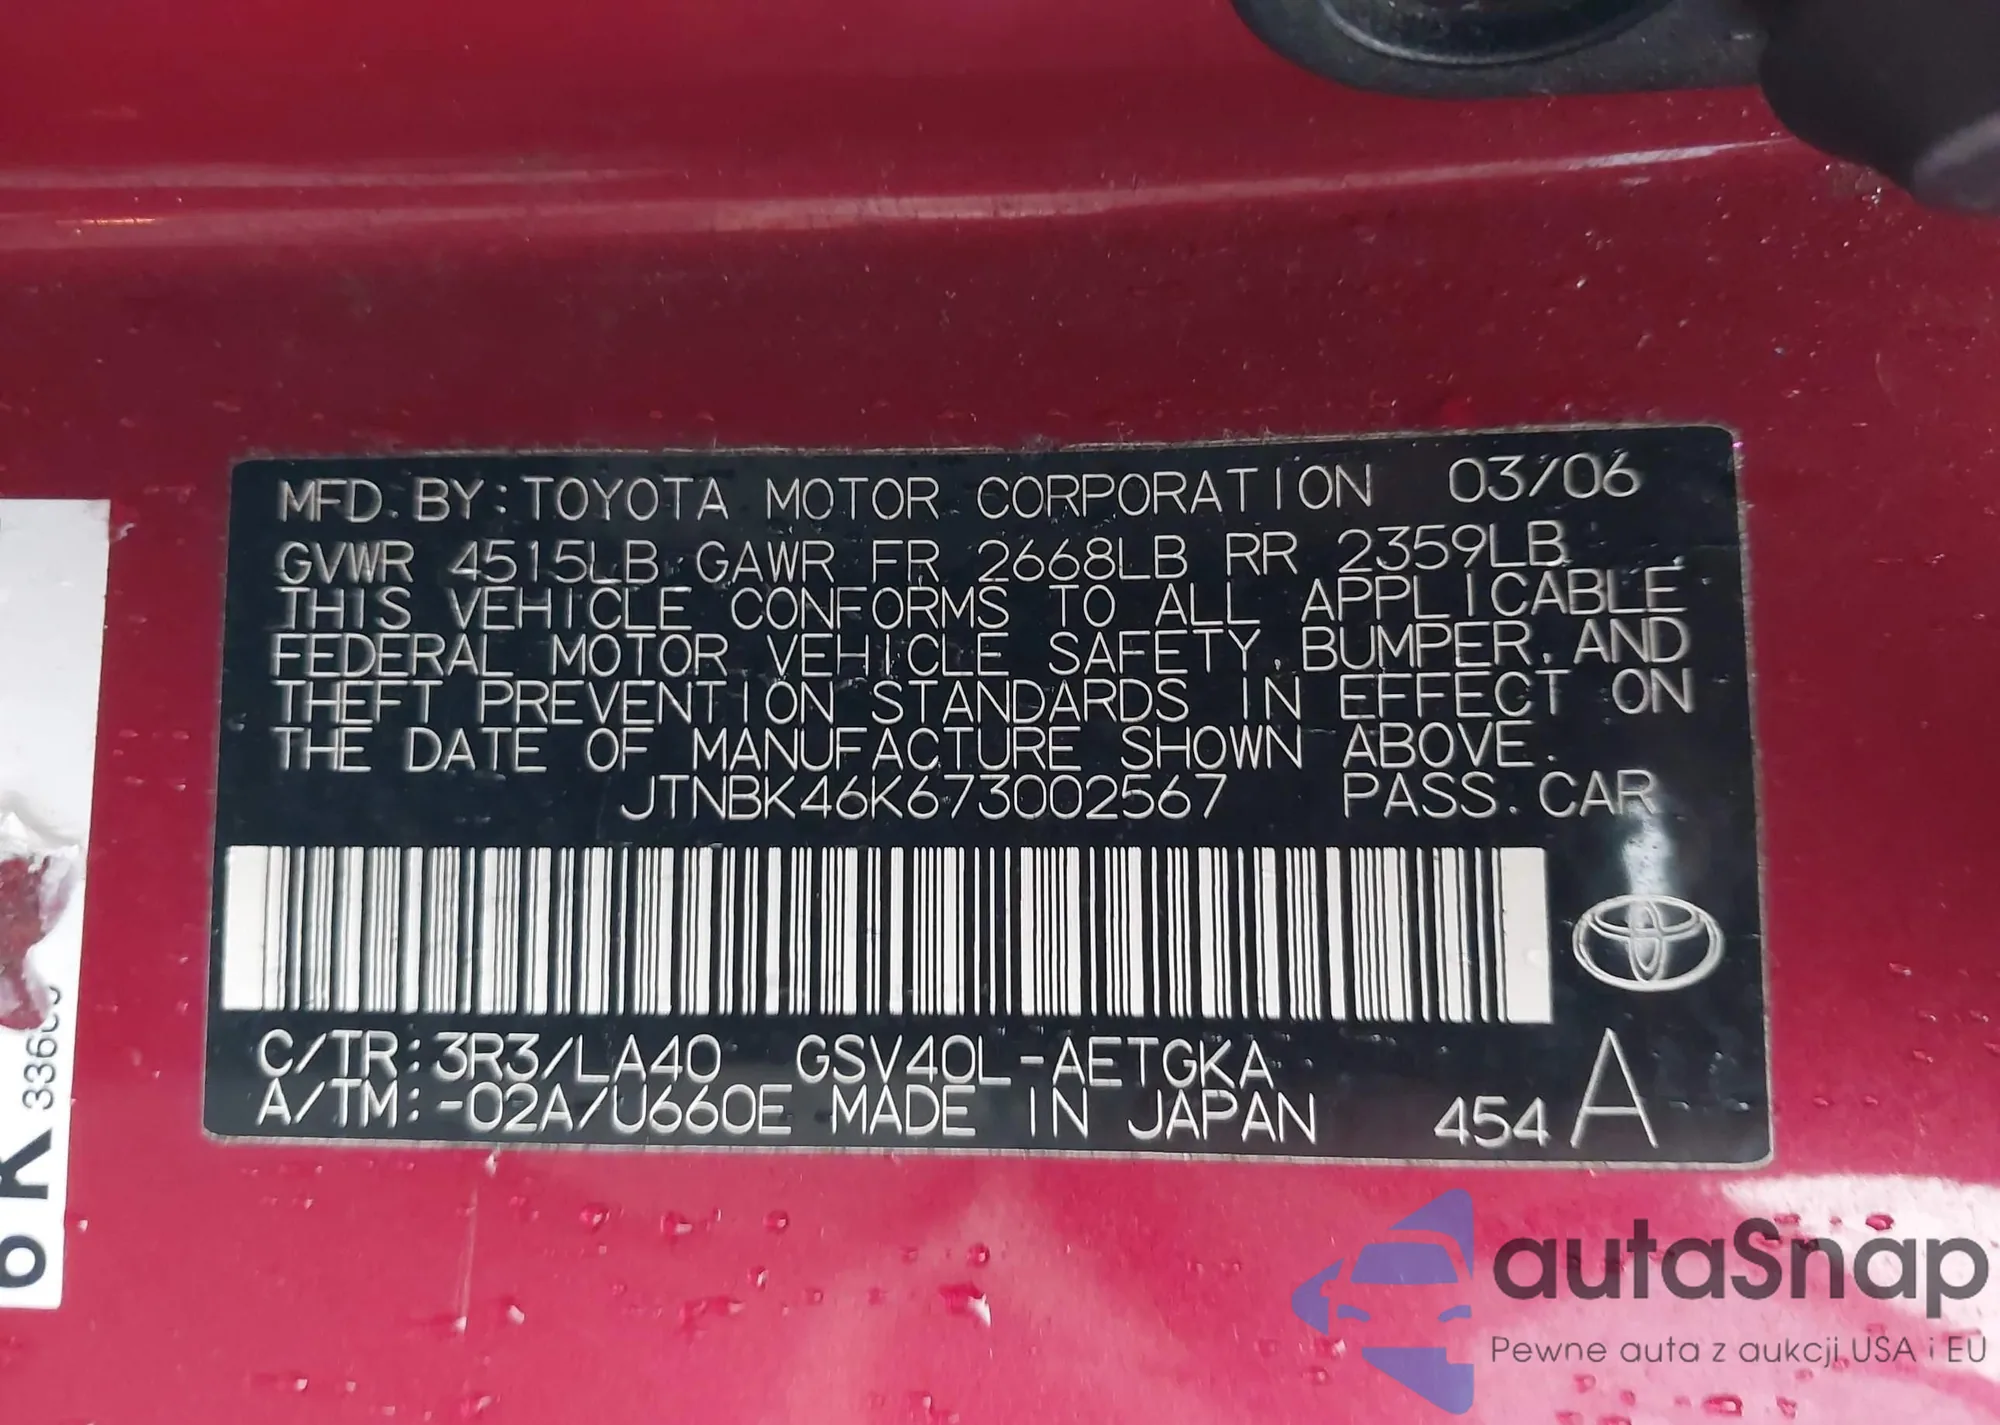 MFD. BY: TOYOTA MOTOR CORPORATION 03/06
GVWR 4515LB GAWR FR 2668LB RR 2359LB
THIS VEHICLE CONFORMS TO ALL APPLICABLE
FEDERAL MOTOR VEHICLE SAFETY, BUMPER, AND
THEFT PREVENTION STANDARDS IN EFFECT ON
THE DATE OF MANUFACTURE SHOWN ABOVE.
JTNBK46K673002567 PASS. CAR
C/TR: 3R3/LA40 GSV40L-AETGKA
A/TM: -02A/U660E MADE IN JAPAN 454 A
6 K
autaSnap
Pewne auta z aukcji USA i EU